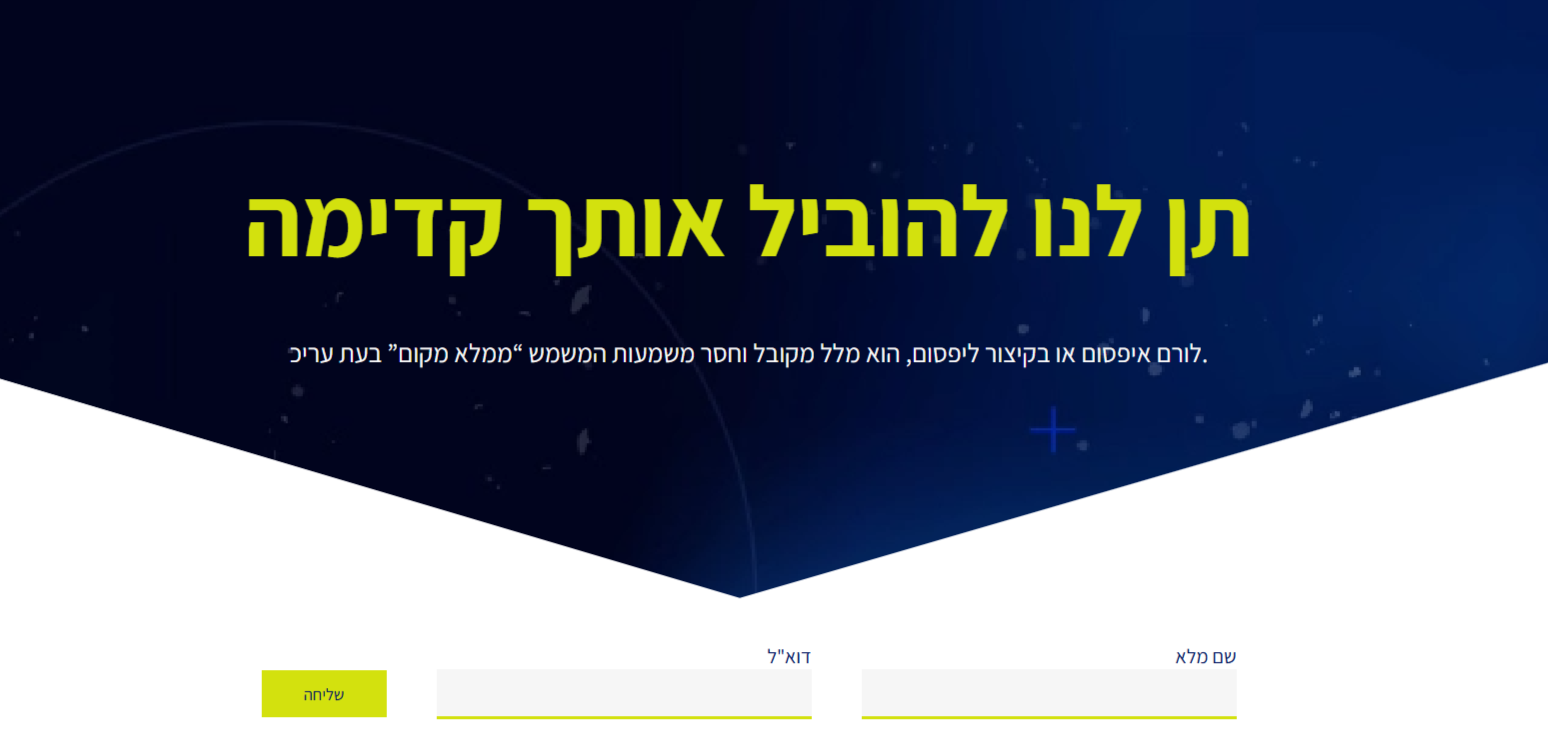 תן לנו להוביל אותך קדימה
.לורם איפסום או בקיצור ליפסום, הוא מלל מקובל וחסר משמעות המשמש “ממלא מקום” בעת עריכ
שם מלא
דוא"ל
שליחה